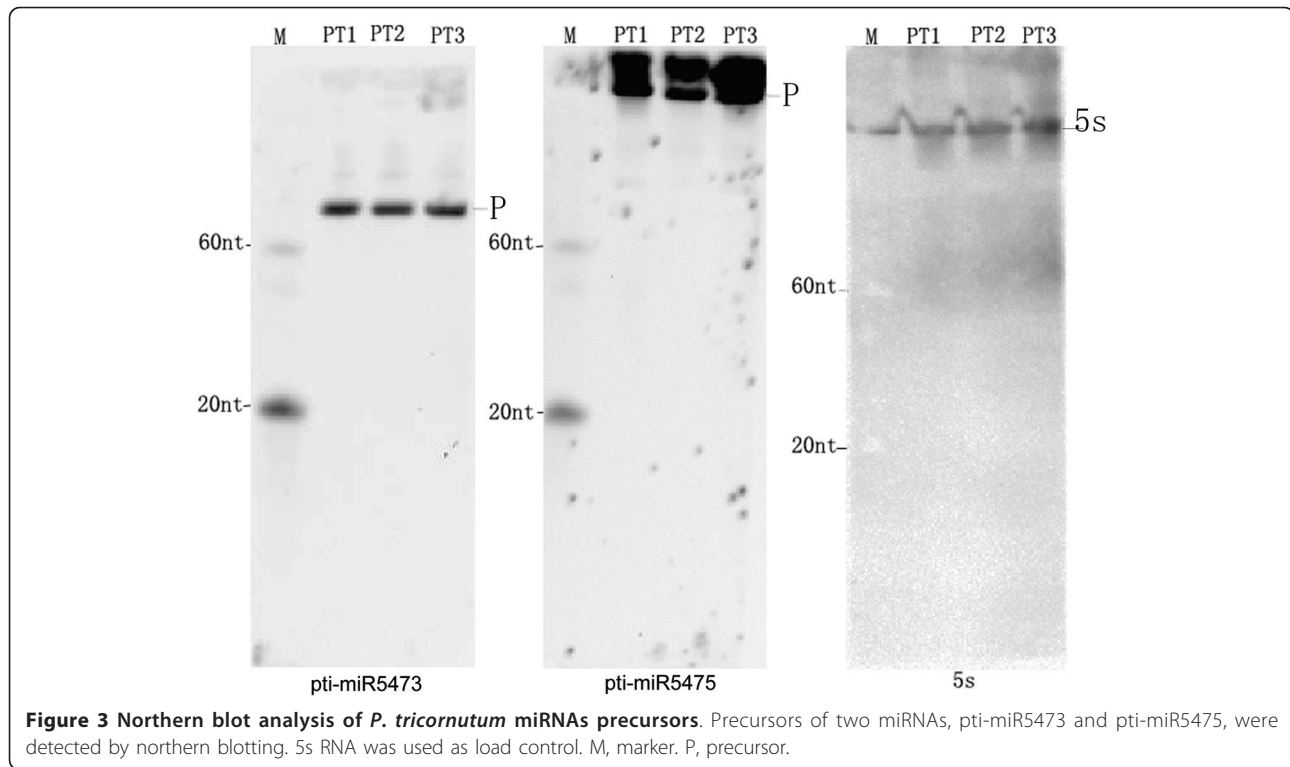 M PT1 PT2 PT3
P
60nt-
20nt-
pti-miR5473
M PT1 PT2 PT3
P
60nt-
20nt-
pti-miR5475
M PT1 PT2 PT3
5s
60nt-
20nt-
5s
Figure 3 Northern blot analysis of P. tricornutum miRNAs precursors. Precursors of two miRNAs, pti-miR5473 and pti-miR5475, were
detected by northern blotting. 5s RNA was used as load control. M, marker. P, precursor.